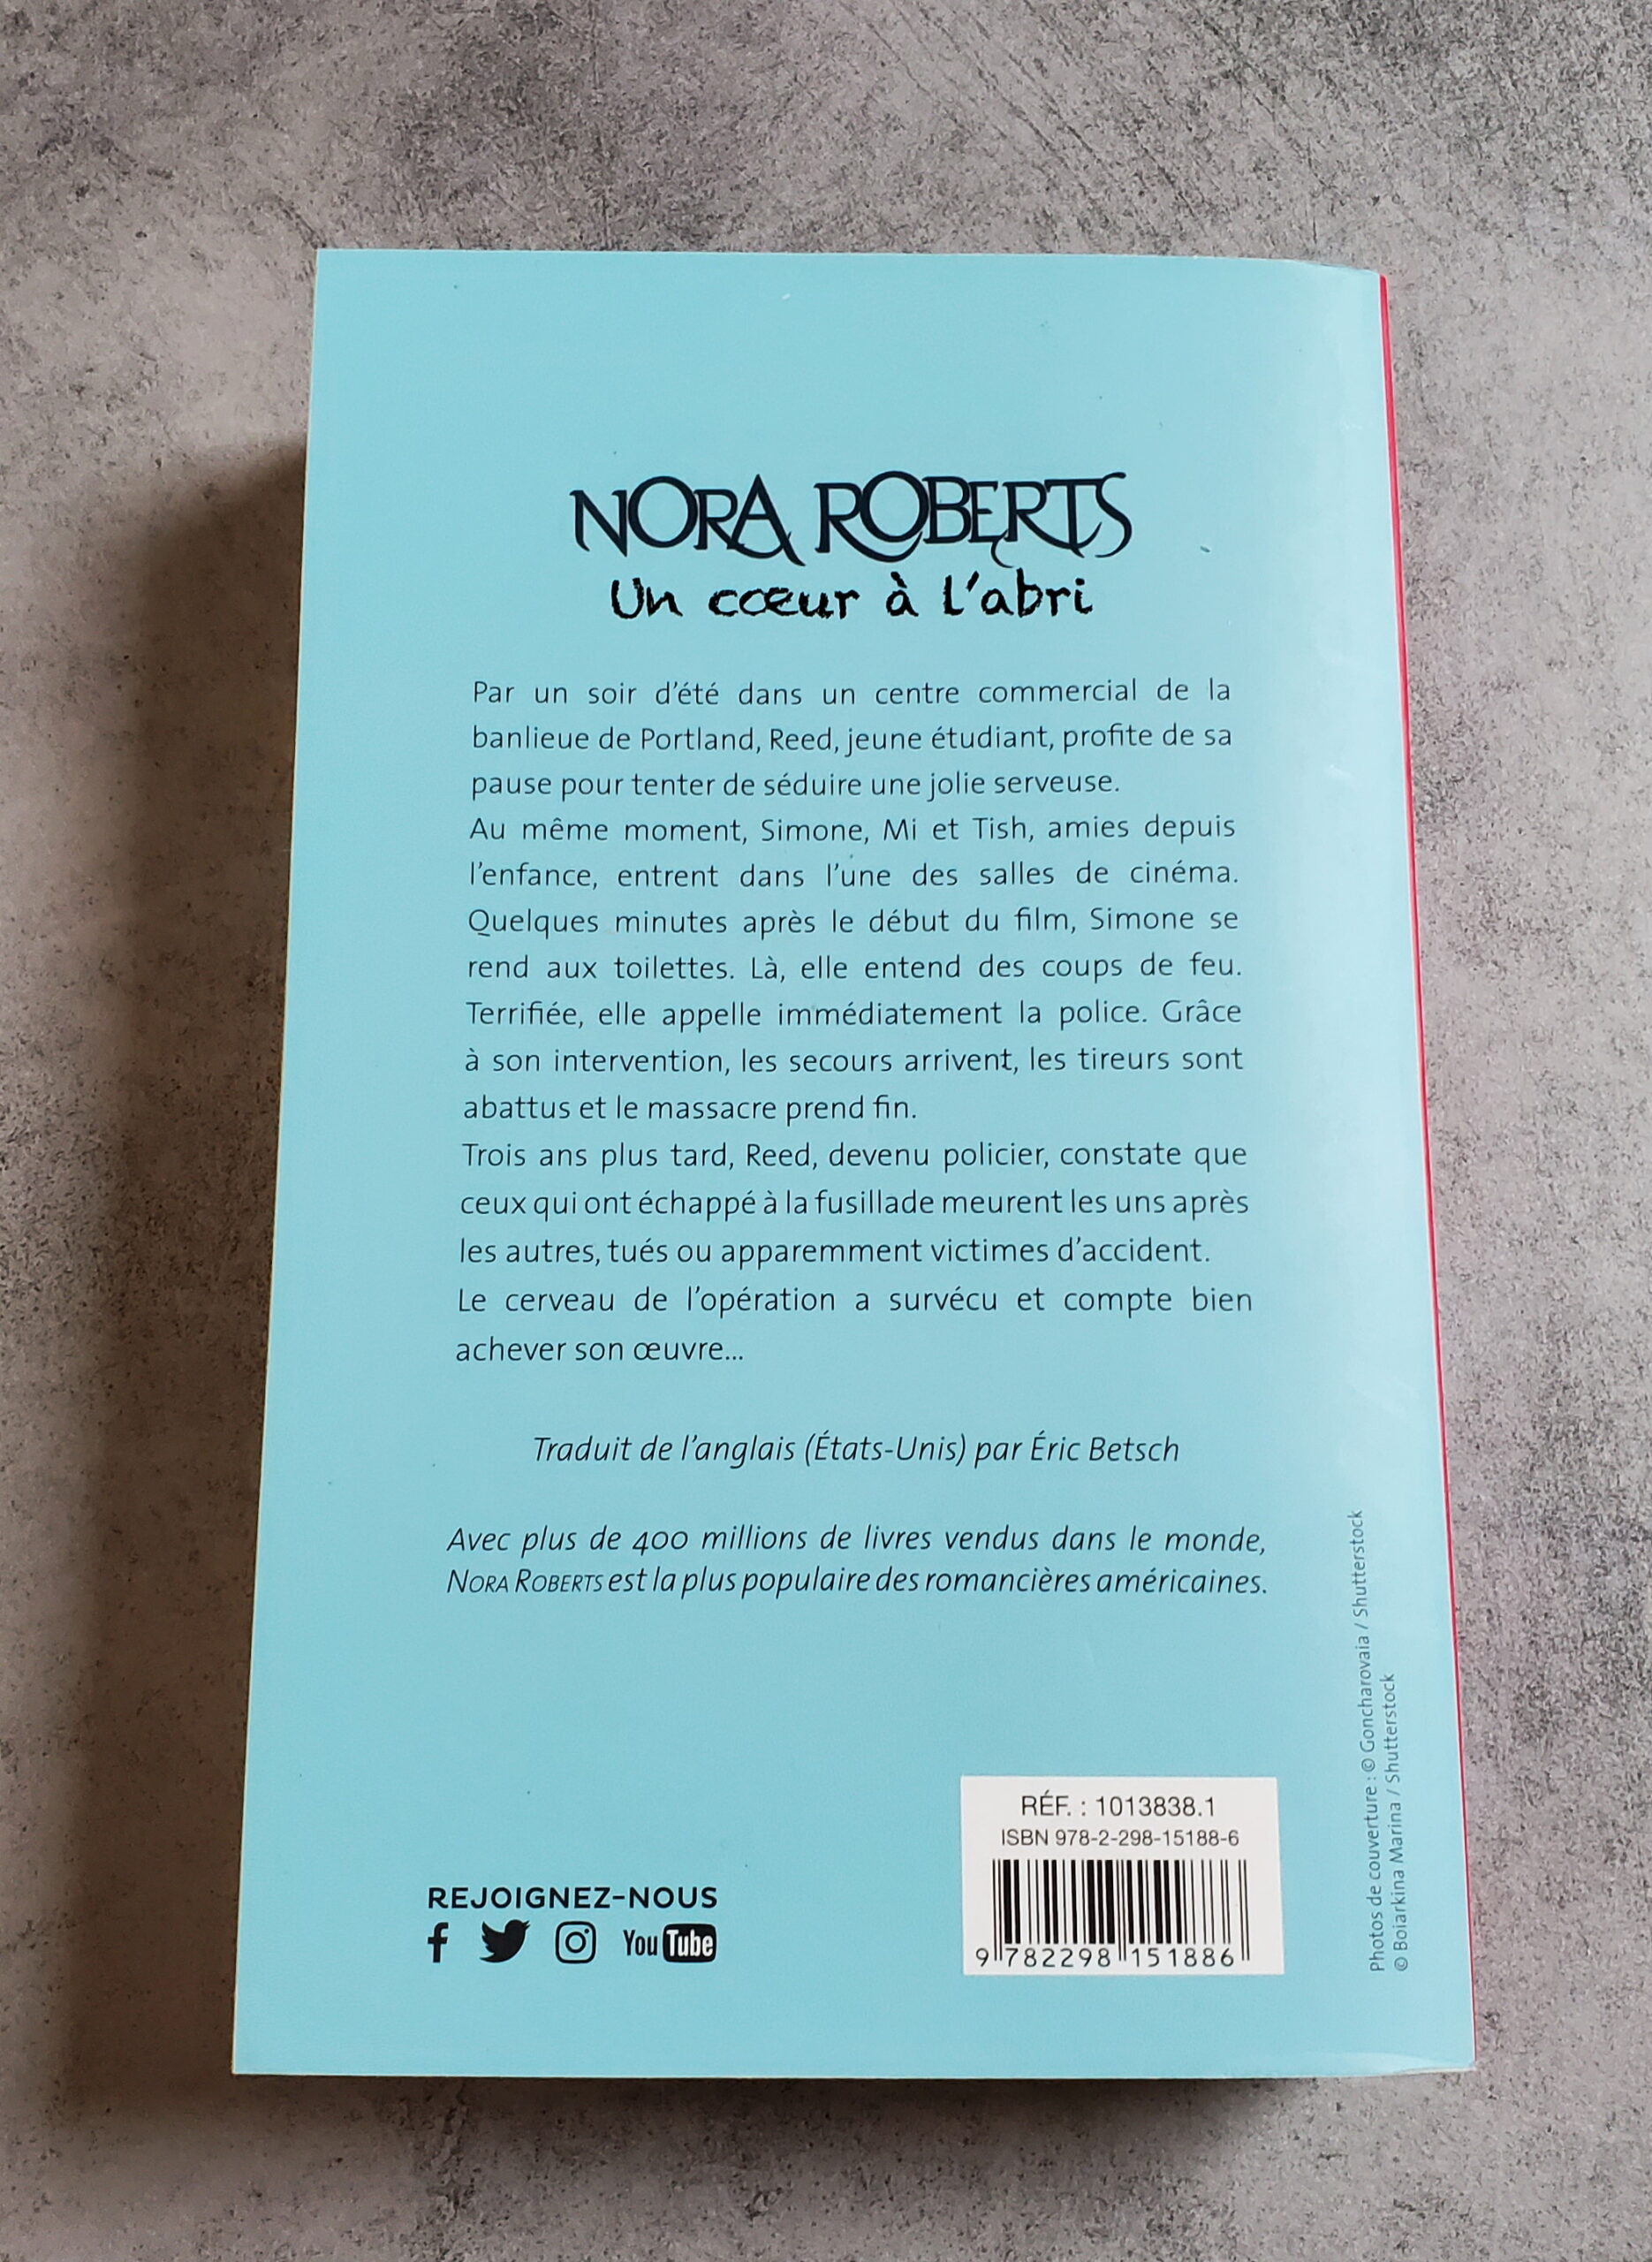 NORA ROBERTS
Un cœur à l'abri
Par un soir d'été dans un centre commercial de la
banlieue de Portland, Reed, jeune étudiant, profite de sa
pause pour tenter de séduire une jolie serveuse.
Au même moment, Simone, Mi et Tish, amies depuis
l'enfance, entrent dans l'une des salles de cinéma.
Quelques minutes après le début du film, Simone se
rend aux toilettes. Là, elle entend des coups de feu.
Terrifiée, elle appelle immédiatement la police. Grâce
à son intervention, les secours arrivent, les tireurs sont
abattus et le massacre prend fin.
Trois ans plus tard, Reed, devenu policier, constate que
ceux qui ont échappé à la fusillade meurent les uns après
les autres, tués ou apparemment victimes d'accident.
Le cerveau de l'opération a survécu et compte bien
achever son œuvre...
Traduit de l'anglais (États-Unis) par Éric Betsch
Avec plus de 400 millions de livres vendus dans le monde,
NORA ROBERTS est la plus populaire des romancières américaines.
REJOIGNEZ-NOUS
f
You Tube
RÉF. : 1013838.1
ISBN 978-2-298-15188-6
9 782298 151886
Photos de couverture : © Goncharovaia / Shutterstock
© Boiarkina Marina / Shutterstock